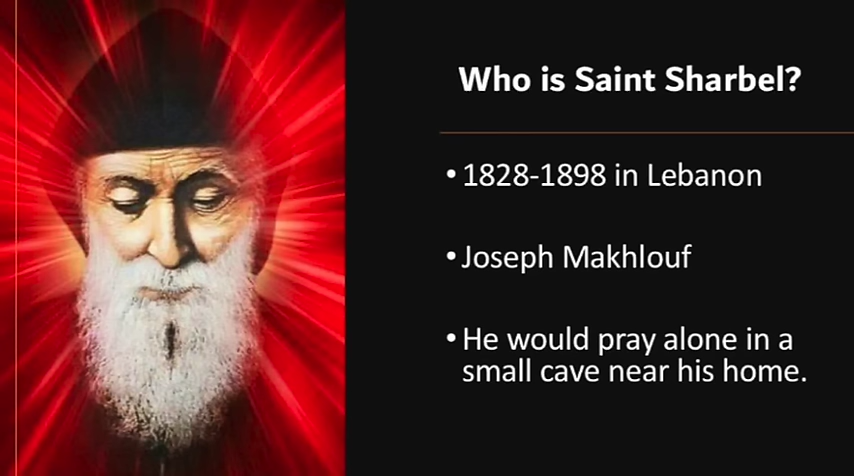 Who is Saint Sharbel?
•1828-1898 in Lebanon
•Joseph Makhlouf
•He would pray alone in a
small cave near his home.